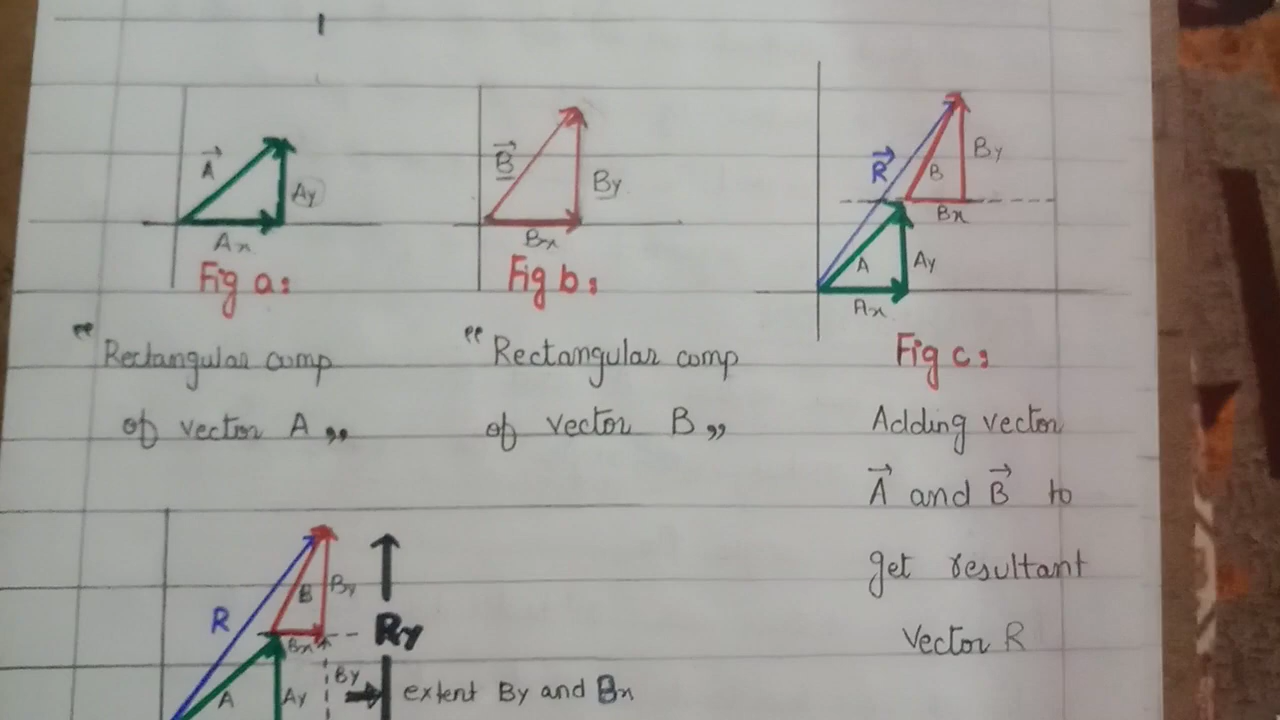 A
Ay
Ax
Fig a:
"Rectangular comp
of vector A,,
B
By
Bx
Fig b:
"Rectangular comp
of vector B,,
R
B
By
Bx
A
Ay
Ax
Fig c:
Adding vector
A and B to
get resultant
Vector R
R
B
By
Bx
Ry
A
Ay
By
extent By and Bx